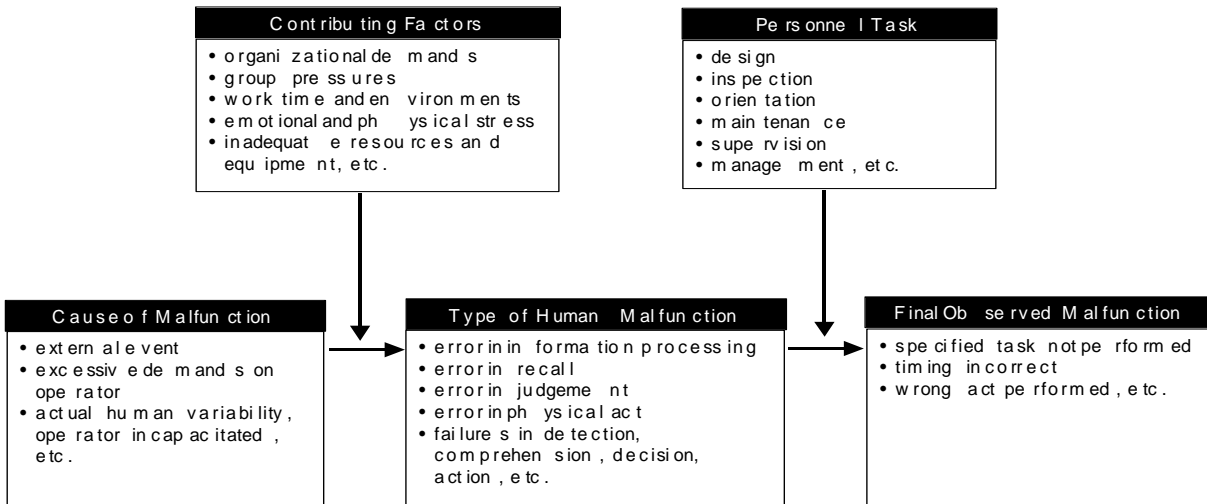 Contributing Factors
• organizational demands
• group pressures
• work time and environments
• emotional and physical stress
• inadequate resources and
equipment, etc.
Personnel Task
• design
• inspection
• orientation
• maintenance
• supervision
• management, etc.
Cause of Malfunction
• external event
• excessive demands on
operator
• actual human variability,
operator incapacitated,
etc.
Type of Human Malfunction
• error in information processing
• error in recall
• error in judgement
• error in physical act
• failures in detection,
comprehension, decision,
action, etc.
Final Observed Malfunction
• specified task not performed
• timing incorrect
• wrong act performed, etc.